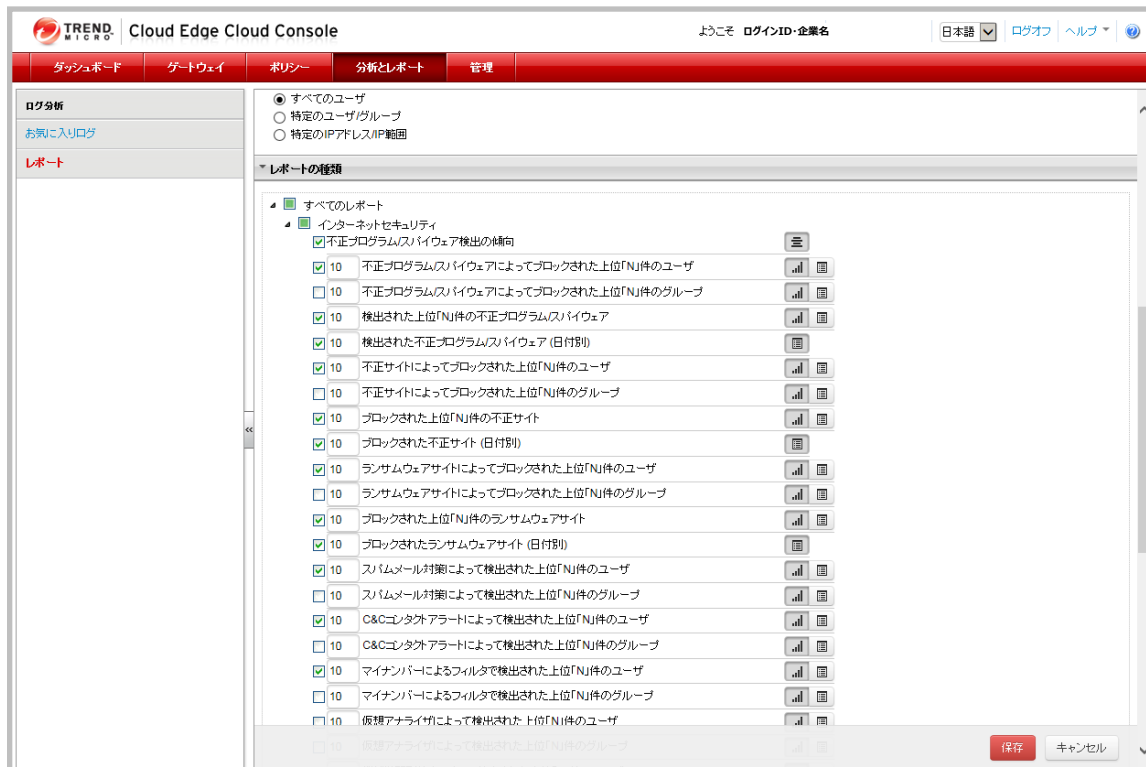 TREND MICRO Cloud Edge Cloud Console ようこそ ログインID・企業名 日本語 ログオフ ヘルプ
ダッシュボード ゲートウェイ ポリシー 分析とレポート 管理
ログ分析
お気に入りログ
レポート
すべてのユーザ
特定のユーザ/グループ
特定のIPアドレス/IP範囲
レポートの種類
すべてのレポート
インターネットセキュリティ
不正プログラム/スパイウェア検出の傾向
10 不正プログラム/スパイウェアによってブロックされた上位「N」件のユーザ
10 不正プログラム/スパイウェアによってブロックされた上位「N」件のグループ
10 検出された上位「N」件の不正プログラム/スパイウェア
10 検出された不正プログラム/スパイウェア (日付別)
10 不正サイトによってブロックされた上位「N」件のユーザ
10 不正サイトによってブロックされた上位「N」件のグループ
10 ブロックされた上位「N」件の不正サイト
10 ブロックされた不正サイト (日付別)
10 ランサムウェアサイトによってブロックされた上位「N」件のユーザ
10 ランサムウェアサイトによってブロックされた上位「N」件のグループ
10 ブロックされた上位「N」件のランサムウェアサイト
10 ブロックされたランサムウェアサイト (日付別)
10 スパムメール対策によって検出された上位「N」件のユーザ
10 スパムメール対策によって検出された上位「N」件のグループ
10 C&Cコンタクトアラートによって検出された上位「N」件のユーザ
10 C&Cコンタクトアラートによって検出された上位「N」件のグループ
10 マイナンバーによるフィルタで検出された上位「N」件のユーザ
10 マイナンバーによるフィルタで検出された上位「N」件のグループ
10 仮想アナライザによって検出された上位「N」件のユーザ
10 仮想アナライザによって検出された上位「N」件のグループ
保存 キャンセル